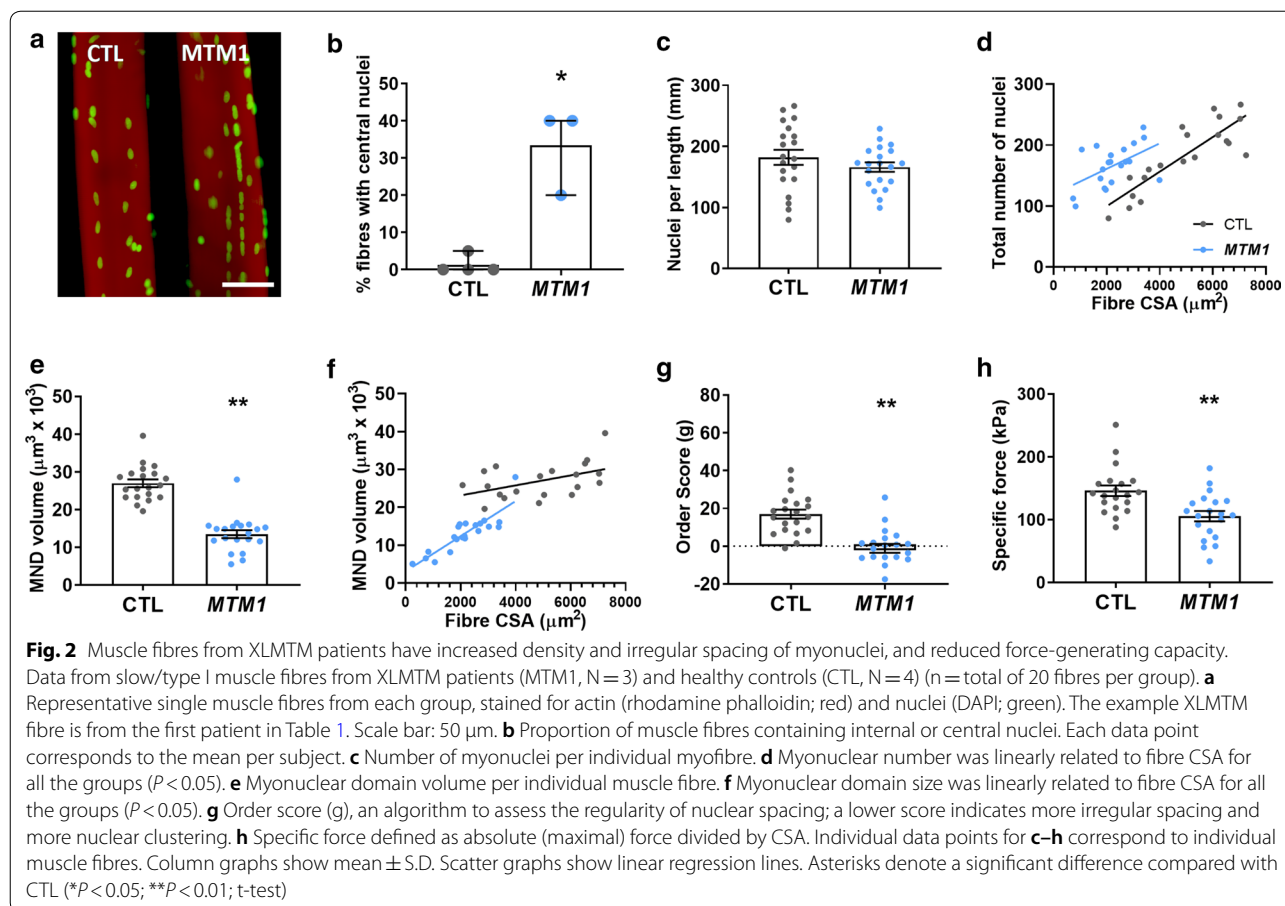 a
CTL
MTM1
b
% fibres with central nuclei
50
40
30
20
10
0
*
CTL
MTM1
c
Nuclei per length (mm)
300
200
100
0
CTL
MTM1
d
Total number of nuclei
300
200
100
0
0
2000
4000
6000
8000
Fibre CSA (μm²)
CTL
MTM1
e
MND volume (μm³ x 10³)
50
40
30
20
10
0
**
CTL
MTM1
f
MND volume (μm³ x 10³)
50
40
30
20
10
0
0
2000
4000
6000
8000
Fibre CSA (μm²)
g
Order Score (g)
80
60
40
20
0
-20
**
CTL
MTM1
h
Specific force (kPa)
300
200
100
0
**
CTL
MTM1
Fig. 2 Muscle fibres from XLMTM patients have increased density and irregular spacing of myonuclei, and reduced force-generating capacity.
Data from slow/type I muscle fibres from XLMTM patients (MTM1, N = 3) and healthy controls (CTL, N = 4) (n = total of 20 fibres per group). a
Representative single muscle fibres from each group, stained for actin (rhodamine phalloidin; red) and nuclei (DAPI; green). The example XLMTM
fibre is from the first patient in Table 1. Scale bar: 50 µm. b Proportion of muscle fibres containing internal or central nuclei. Each data point
corresponds to the mean per subject. c Number of myonuclei per individual myofibre. d Myonuclear number was linearly related to fibre CSA for
all the groups (P < 0.05). e Myonuclear domain volume per individual muscle fibre. f Myonuclear domain size was linearly related to fibre CSA for all
the groups (P < 0.05). g Order score (g), an algorithm to assess the regularity of nuclear spacing; a lower score indicates more irregular spacing and
more nuclear clustering. h Specific force defined as absolute (maximal) force divided by CSA. Individual data points for c–h correspond to individual
muscle fibres. Column graphs show mean ± S.D. Scatter graphs show linear regression lines. Asterisks denote a significant difference compared with
CTL (*P < 0.05; **P < 0.01; t-test)